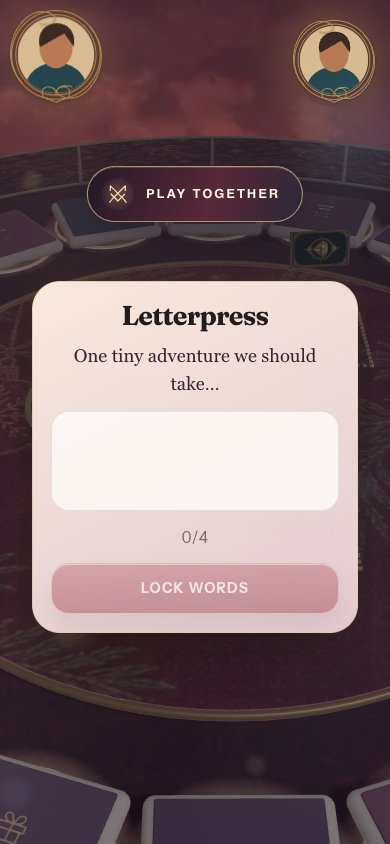 PLAY TOGETHER
Letterpress
One tiny adventure we should
take...
0/4
LOCK WORDS